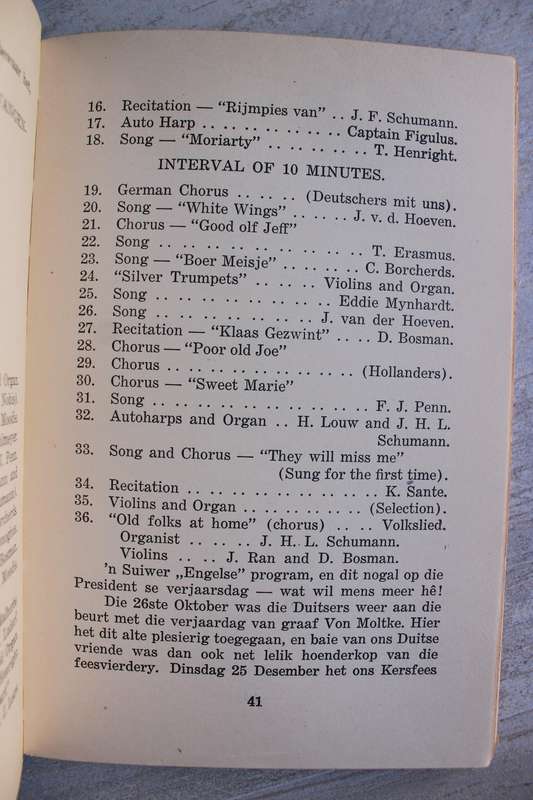 16. Recitation — “Rijmpies van” .. J. F. Schumann.
17. Auto Harp .. .. .. .. .. .. .. .. Captain Figulus.
18. Song — “Moriarty” .. .. .. .. .. .. T. Henright.
INTERVAL OF 10 MINUTES.
19. German Chorus .. .. .. .. (Deutschers mit uns).
20. Song — “White Wings” .. .. .. J. v. d. Hoeven.
21. Chorus — “Good olf Jeff”
22. Song .. .. .. .. .. .. .. .. .. .. .. .. T. Erasmus.
23. Song — “Boer Meisje” .. .. .. .. C. Borcherds.
24. “Silver Trumpets” .. .. .. Violins and Organ.
25. Song .. .. .. .. .. .. .. .. .. .. Eddie Mynhardt.
26. Song .. .. .. .. .. .. .. .. .. J. van der Hoeven.
27. Recitation — “Klaas Gezwint” .. .. D. Bosman.
28. Chorus — “Poor old Joe”
29. Chorus .. .. .. .. .. .. .. .. .. .. (Hollanders).
30. Chorus — “Sweet Marie”
31. Song .. .. .. .. .. .. .. .. .. .. .. .. F. J. Penn.
32. Autoharps and Organ .. H. Louw and J. H. L.
Schumann.
33. Song and Chorus — “They will miss me”
(Sung for the first time).
34. Recitation .. .. .. .. .. .. .. .. .. .. K. Sante.
35. Violins and Organ .. .. .. .. .. .. (Selection).
36. “Old folks at home” (chorus) .. .. Volkslied.
Organist .. .. .. J. H. L. Schumann.
Violins .. .. J. Ran and D. Bosman.
'n Suiwer „Engelse” program, en dit nogal op die
President se verjaarsdag — wat wil mens meer hê!
Die 26ste Oktober was die Duitsers weer aan die
beurt met die verjaardag van graaf Von Moltke. Hier
het dit alte plesierig toegegaan, en baie van ons Duitse
vriende was dan ook net lelik hoenderkop van die
feesvierdery. Dinsdag 25 Desember het ons Kersfees
41